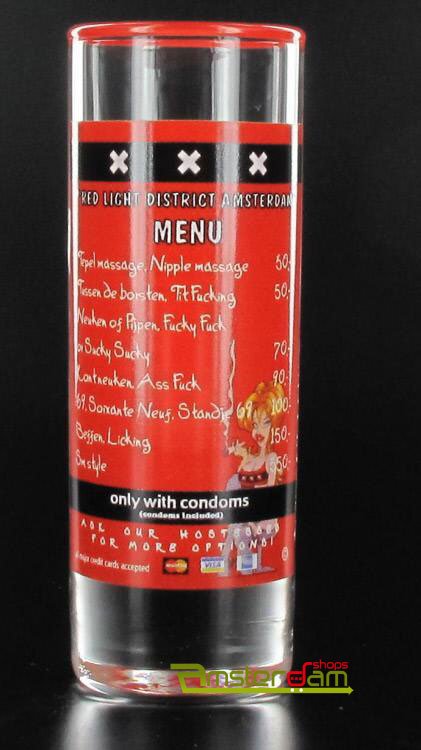 XXX
RED LIGHT DISTRICT AMSTERDAM
MENU
Tepel massage, Nipple massage 50,-
Tussen de borsten, Tit Fucking 50,-
Neuken of Pijpen, Fucky Fuck
or Sucky Sucky 70,-
Kontneuken, Ass Fuck 90,-
69, Soixante Neuf, Standje 69 100,-
Beffen, Licking 150,-
Sm style 350,-
only with condoms
(condoms included)
ASK OUR HOSTESSES
FOR MORE OPTIONS!
all major credit cards accepted MasterCard VISA
Amsterdam shops